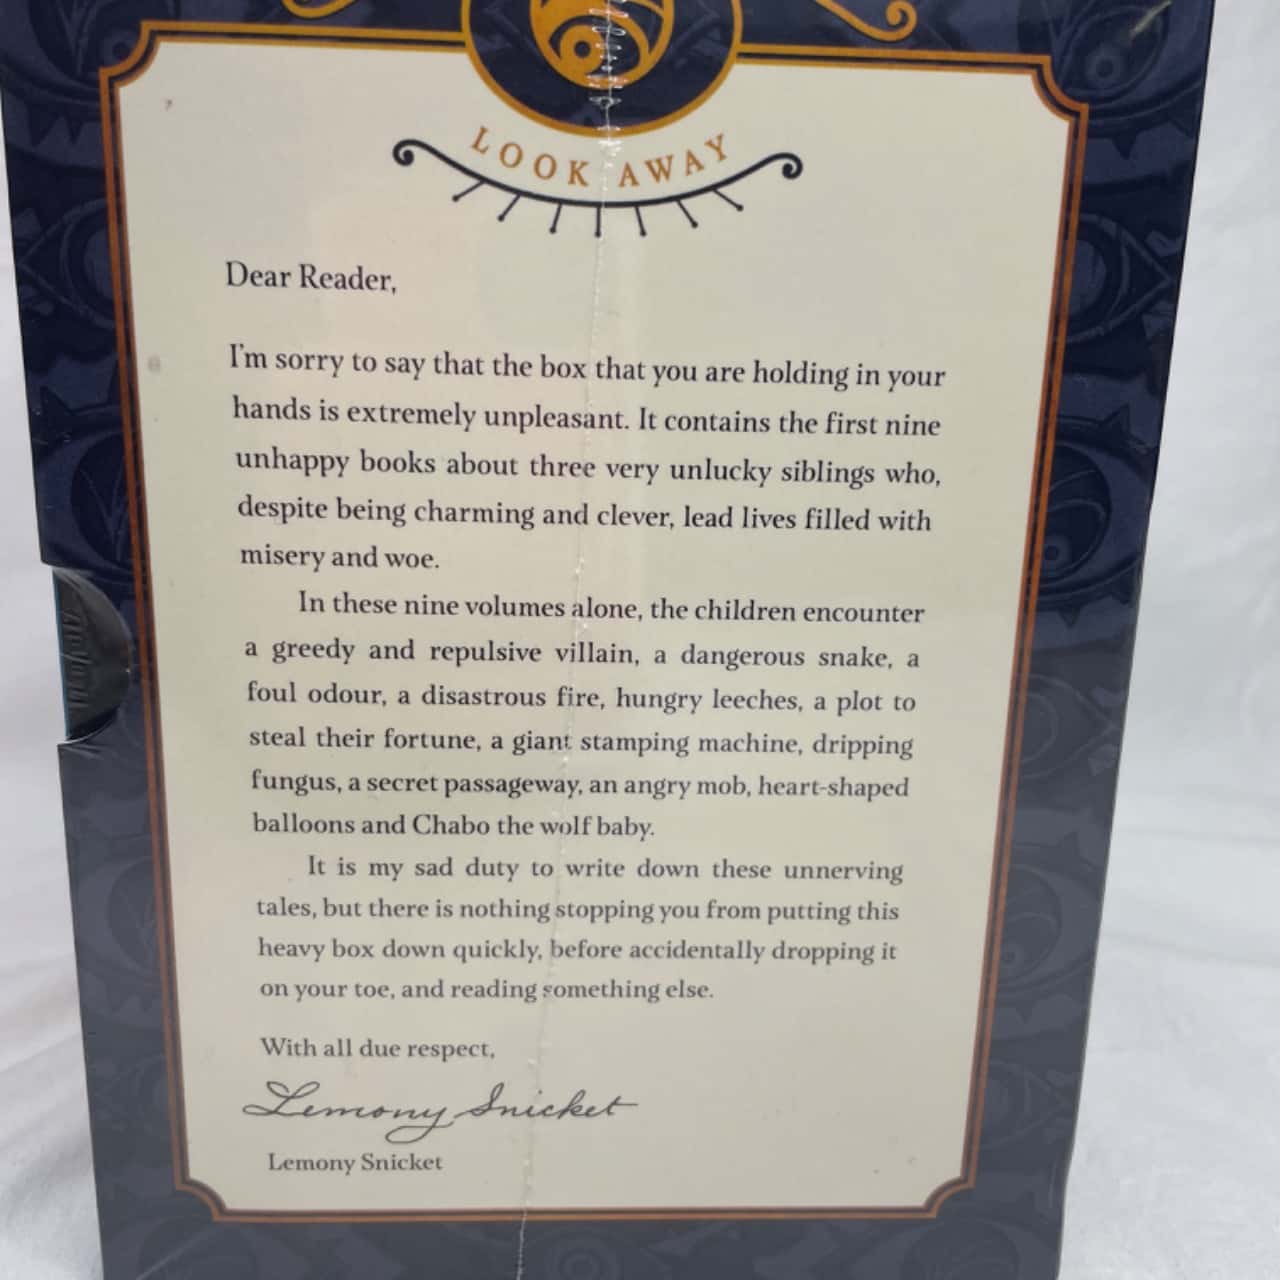 LOOK AWAY
Dear Reader,
I'm sorry to say that the box that you are holding in your
hands is extremely unpleasant. It contains the first nine
unhappy books about three very unlucky siblings who,
despite being charming and clever, lead lives filled with
misery and woe.
In these nine volumes alone, the children encounter
a greedy and repulsive villain, a dangerous snake, a
foul odour, a disastrous fire, hungry leeches, a plot to
steal their fortune, a giant stamping machine, dripping
fungus, a secret passageway, an angry mob, heart-shaped
balloons and Chabo the wolf baby.
It is my sad duty to write down these unnerving
tales, but there is nothing stopping you from putting this
heavy box down quickly, before accidentally dropping it
on your toe, and reading something else.
With all due respect,
Lemony Snicket
Lemony Snicket